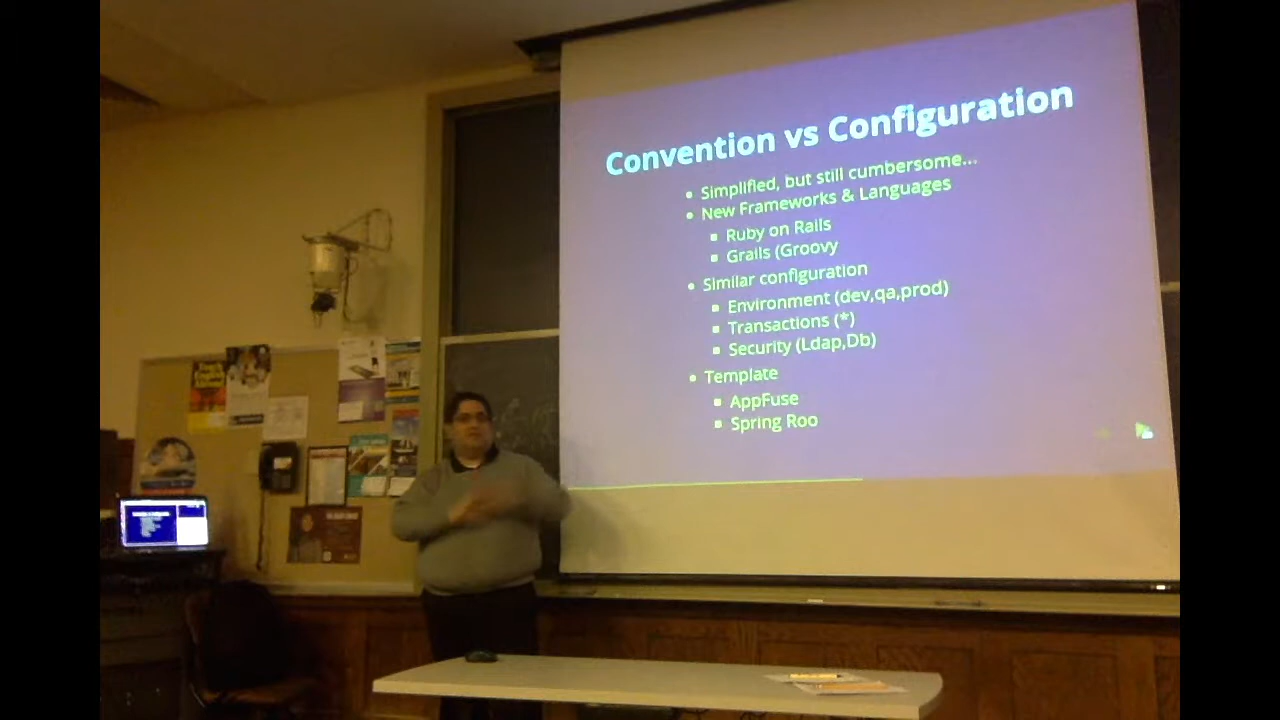 Convention vs Configuration
Simplified, but still cumbersome...
New Frameworks & Languages
Ruby on Rails
Grails (Groovy
Similar configuration
Environment (dev,qa,prod)
Transactions (*)
Security (Ldap,Db)
Template
AppFuse
Spring Roo